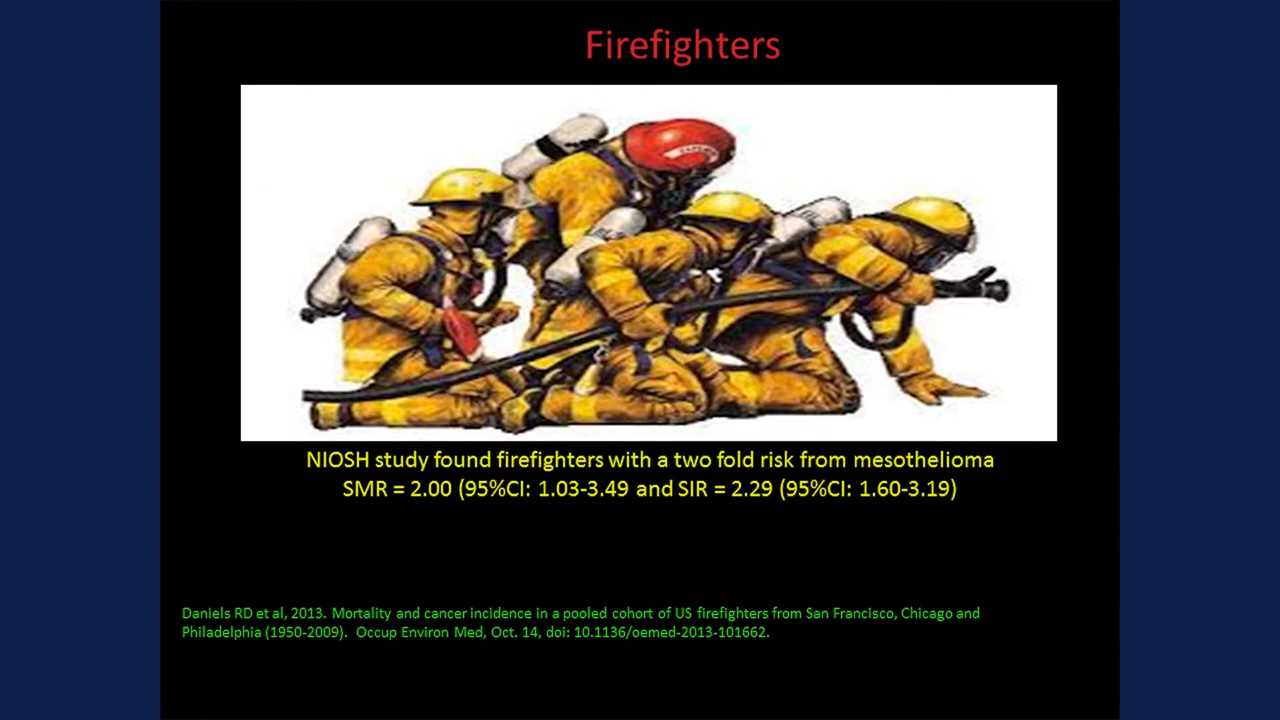 Firefighters
NIOSH study found firefighters with a two fold risk from mesothelioma
SMR = 2.00 (95%CI: 1.03-3.49 and SIR = 2.29 (95%CI: 1.60-3.19)
Daniels RD et al, 2013. Mortality and cancer incidence in a pooled cohort of US firefighters from San Francisco, Chicago and
Philadelphia (1950-2009). Occup Environ Med, Oct. 14, doi: 10.1136/oemed-2013-101662.